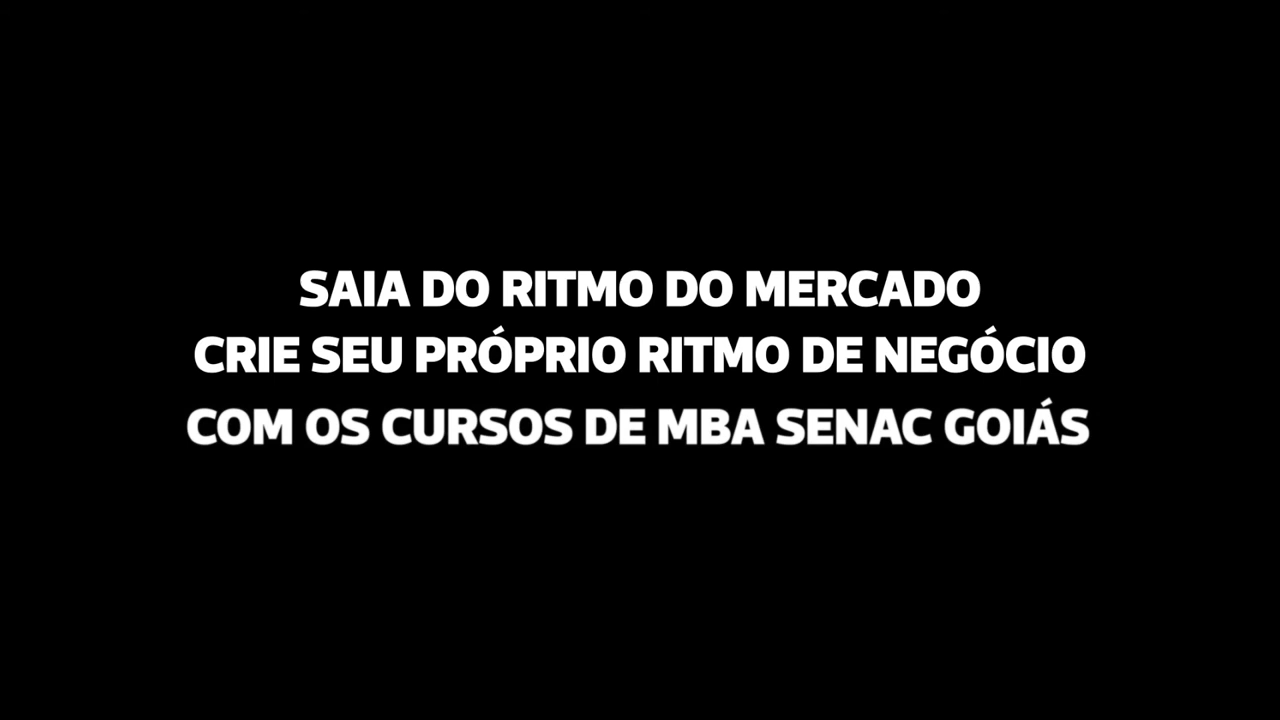 SAIA DO RITMO DO MERCADO
CRIE SEU PRÓPRIO RITMO DE NEGÓCIO
COM OS CURSOS DE MBA SENAC GOIÁS